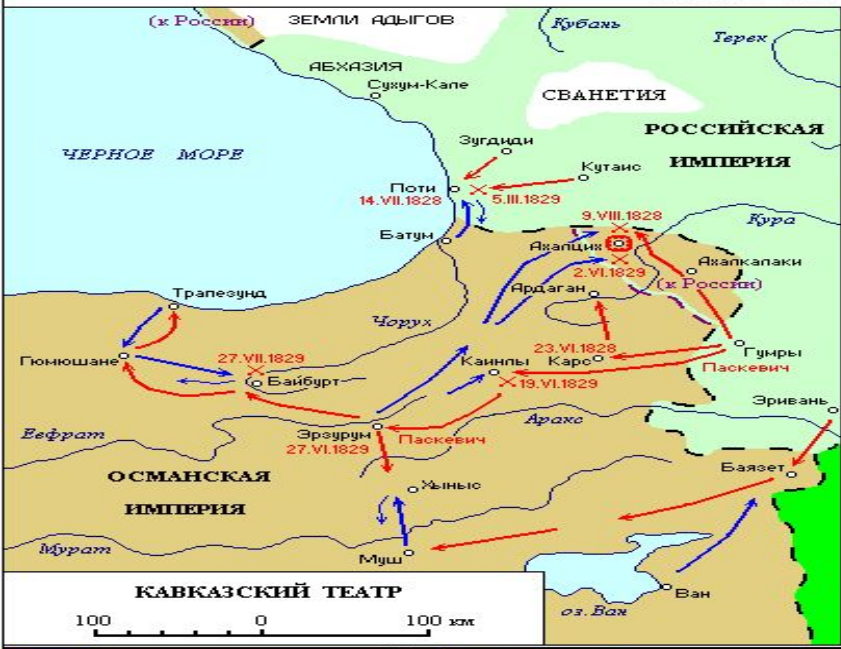 (к России)
ЗЕМЛИ АДЫГОВ
Кубань
Терек
АБХАЗИЯ
Сухум-Кале
СВАНЕТИЯ
РОССИЙСКАЯ
ИМПЕРИЯ
ЧЕРНОЕ МОРЕ
Зугдиди
Кутаис
Поти
14.VII.1828
5.III.1829
9.VIII.1828
Кура
Батум
Ахалцих
Ахалкалаки
2.VI.1829
(к России)
Трапезунд
Ардаган
Чорух
Гюмюшане
27.VII.1829
Байбурт
23.VI.1828
Каинлы
Карс
Гумры
Паскевич
19.VI.1829
Эривань
Еефрат
Эрзурум
Паскевич
27.VI.1829
Аракс
Баязет
ОСМАНСКАЯ
ИМПЕРИЯ
Хыныс
Мурат
Муш
Ван
оз.Ван
КАВКАЗСКИЙ ТЕАТР
100 0 100 км